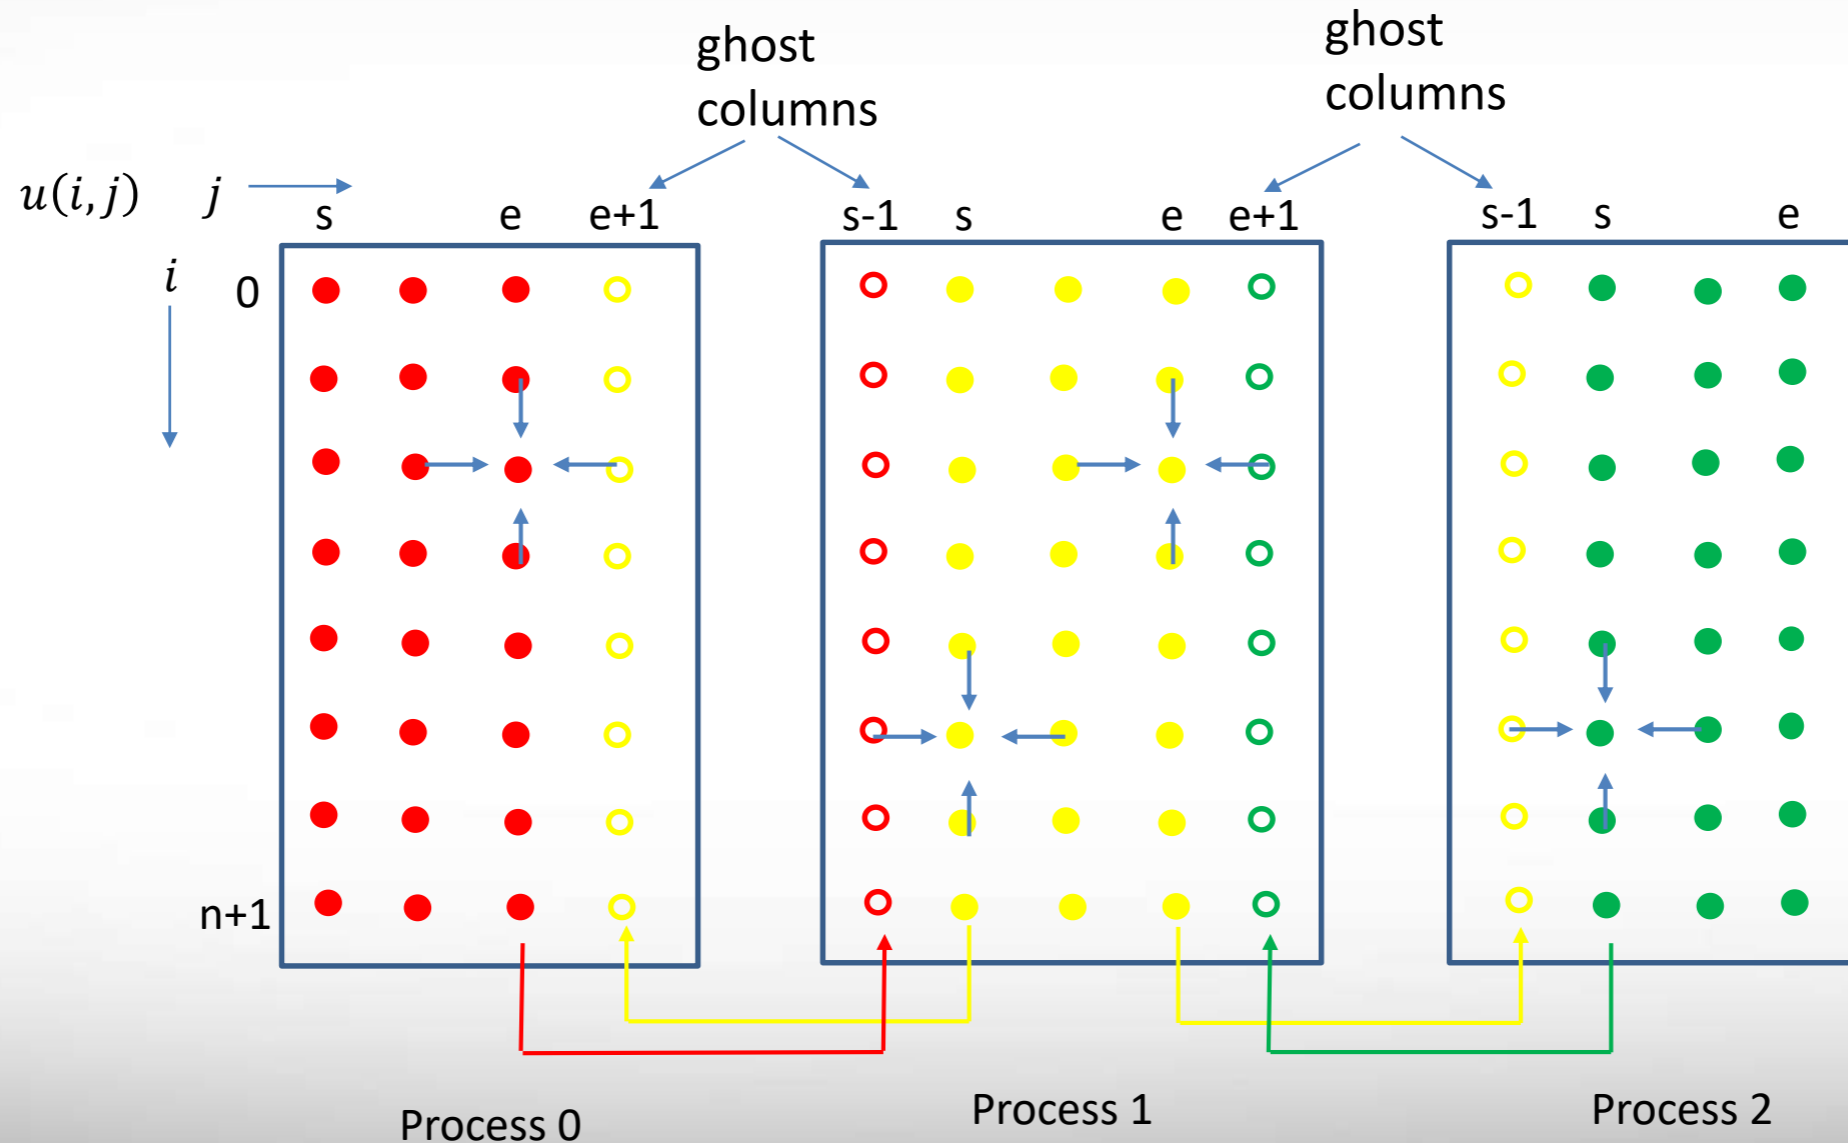 ghost
columns
ghost
columns
u(i,j) j
s e e+1 s-1 s e e+1 s-1 s e
i
0
n+1
Process 0 Process 1 Process 2